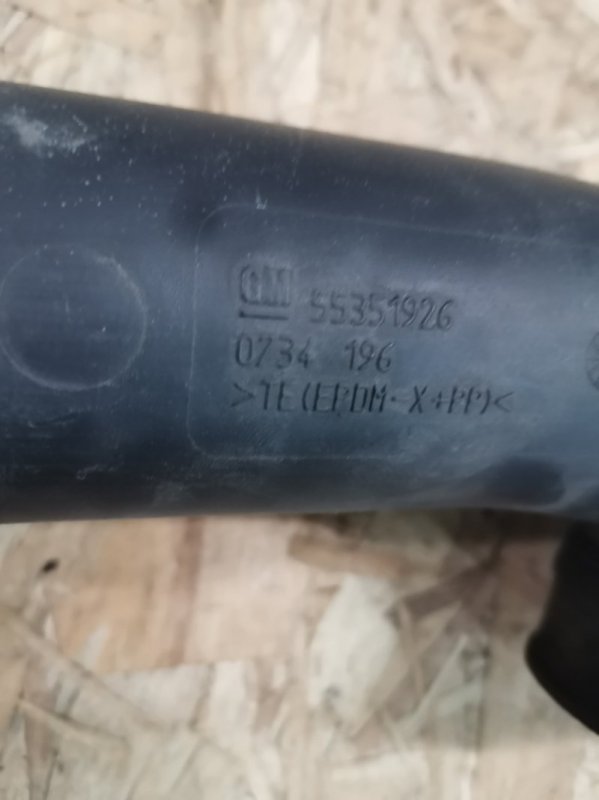 GM 55351926
0734 196
>TE(EPDM-X+PP)<